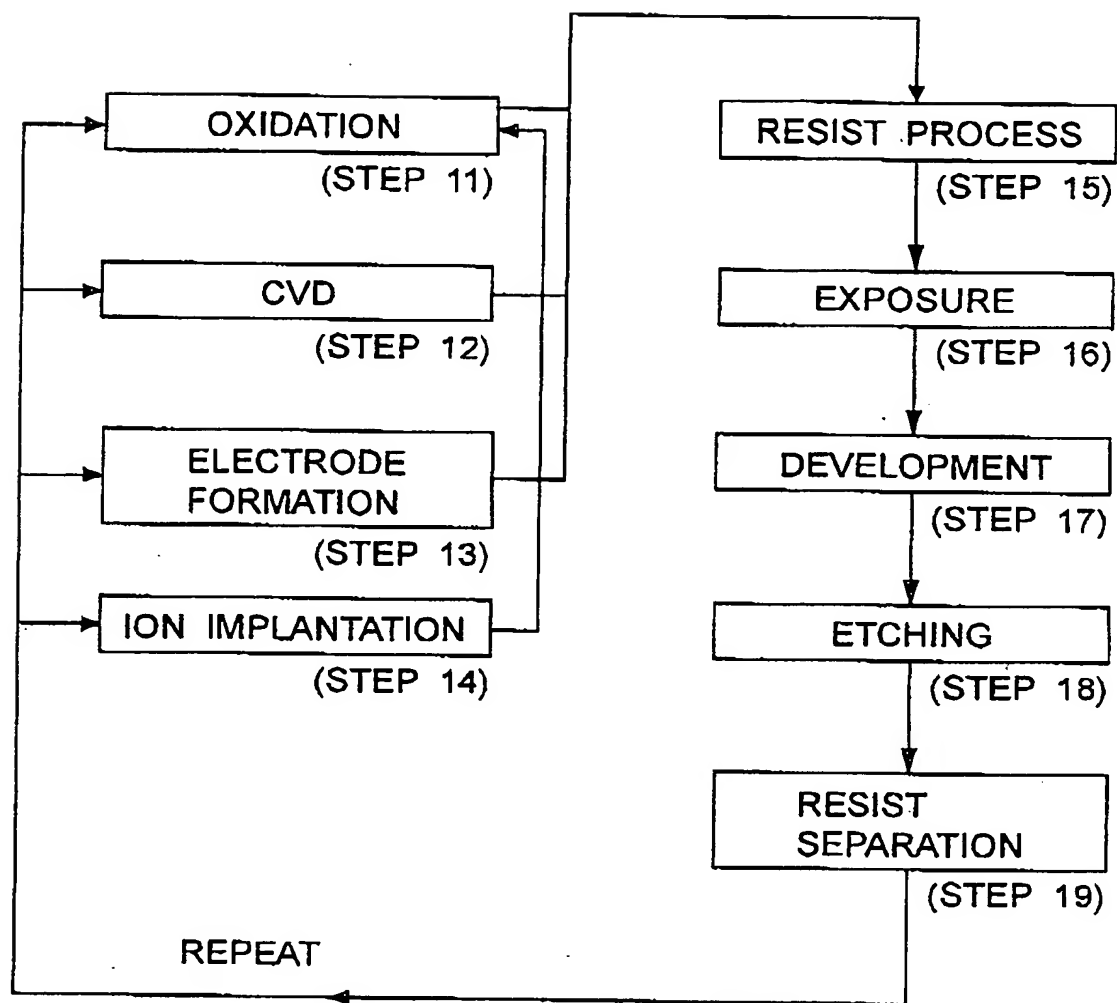 OXIDATION
(STEP 11)
CVD
(STEP 12)
ELECTRODE
FORMATION
(STEP 13)
ION IMPLANTATION
(STEP 14)
RESIST PROCESS
(STEP 15)
EXPOSURE
(STEP 16)
DEVELOPMENT
(STEP 17)
ETCHING
(STEP 18)
RESIST
SEPARATION
(STEP 19)
REPEAT